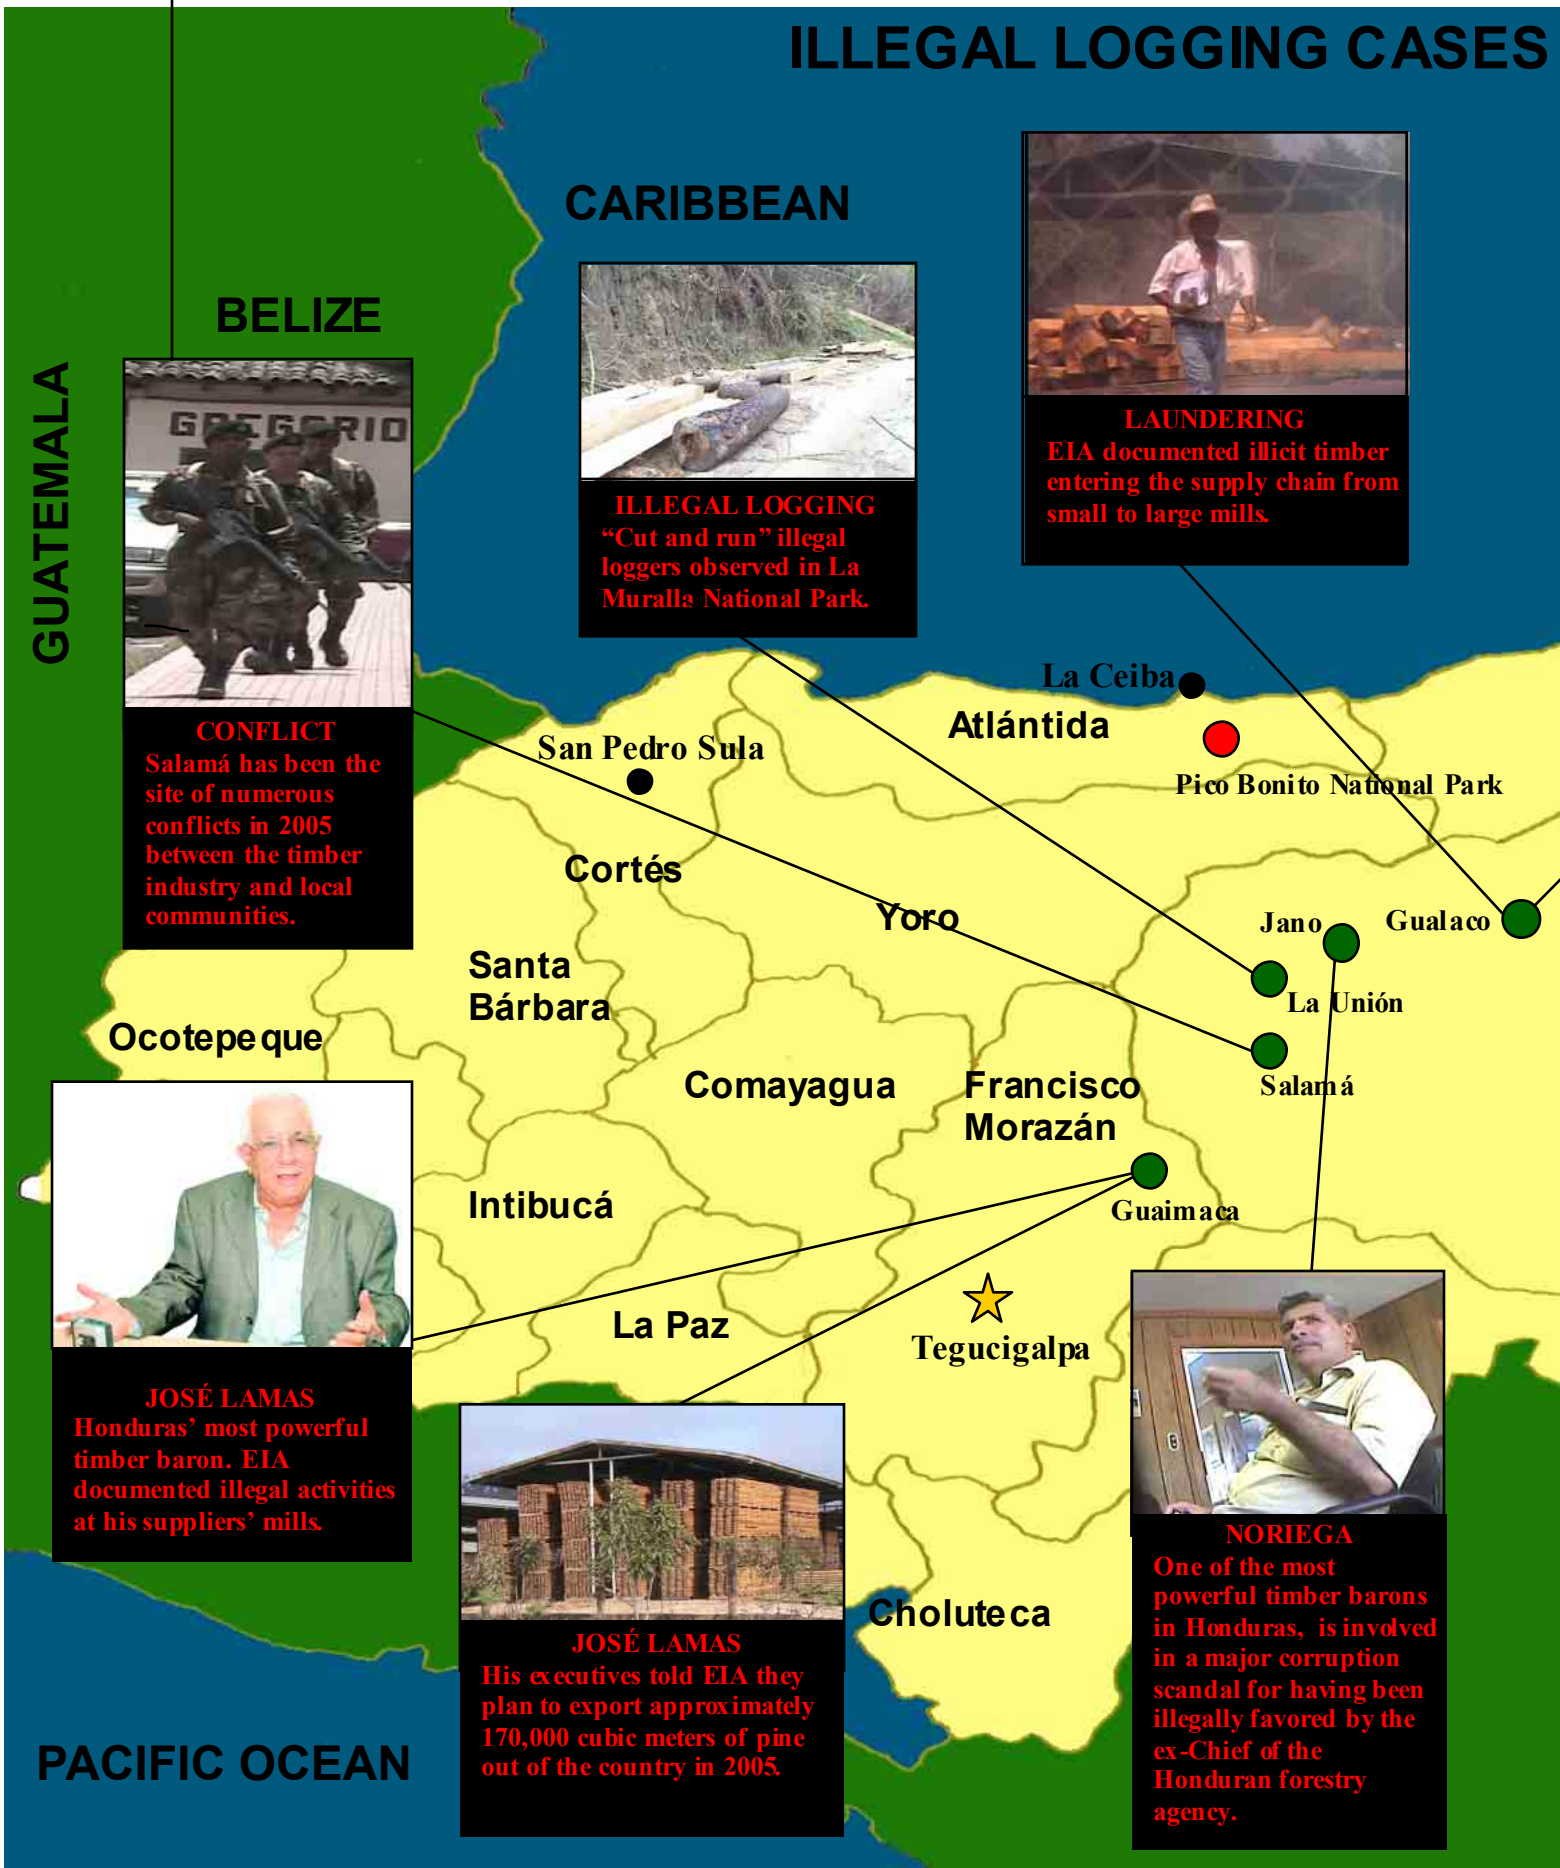 ILLEGAL LOGGING CASES
CARIBBEAN
BELIZE
GUATEMALA
GREGORIO
CONFLICT
Salamá has been the
site of numerous
conflicts in 2005
between the timber
industry and local
communities.
ILLEGAL LOGGING
“Cut and run” illegal
loggers observed in La
Muralla National Park.
LAUNDERING
EIA documented illicit timber
entering the supply chain from
small to large mills.
La Ceiba
Atlántida
San Pedro Sula
Pico Bonito National Park
Cortés
Yoro
Jano
Gualaco
Santa
Bárbara
La Unión
Ocotepeque
Comayagua
Francisco
Morazán
Salamá
Intibucá
Guaimaca
La Paz
Tegucigalpa
JOSÉ LAMAS
Honduras’ most powerful
timber baron. EIA
documented illegal activities
at his suppliers’ mills.
JOSÉ LAMAS
His executives told EIA they
plan to export approximately
170,000 cubic meters of pine
out of the country in 2005.
Choluteca
NORIEGA
One of the most
powerful timber barons
in Honduras, is involved
in a major corruption
scandal for having been
illegally favored by the
ex-Chief of the
Honduran forestry
agency.
PACIFIC OCEAN